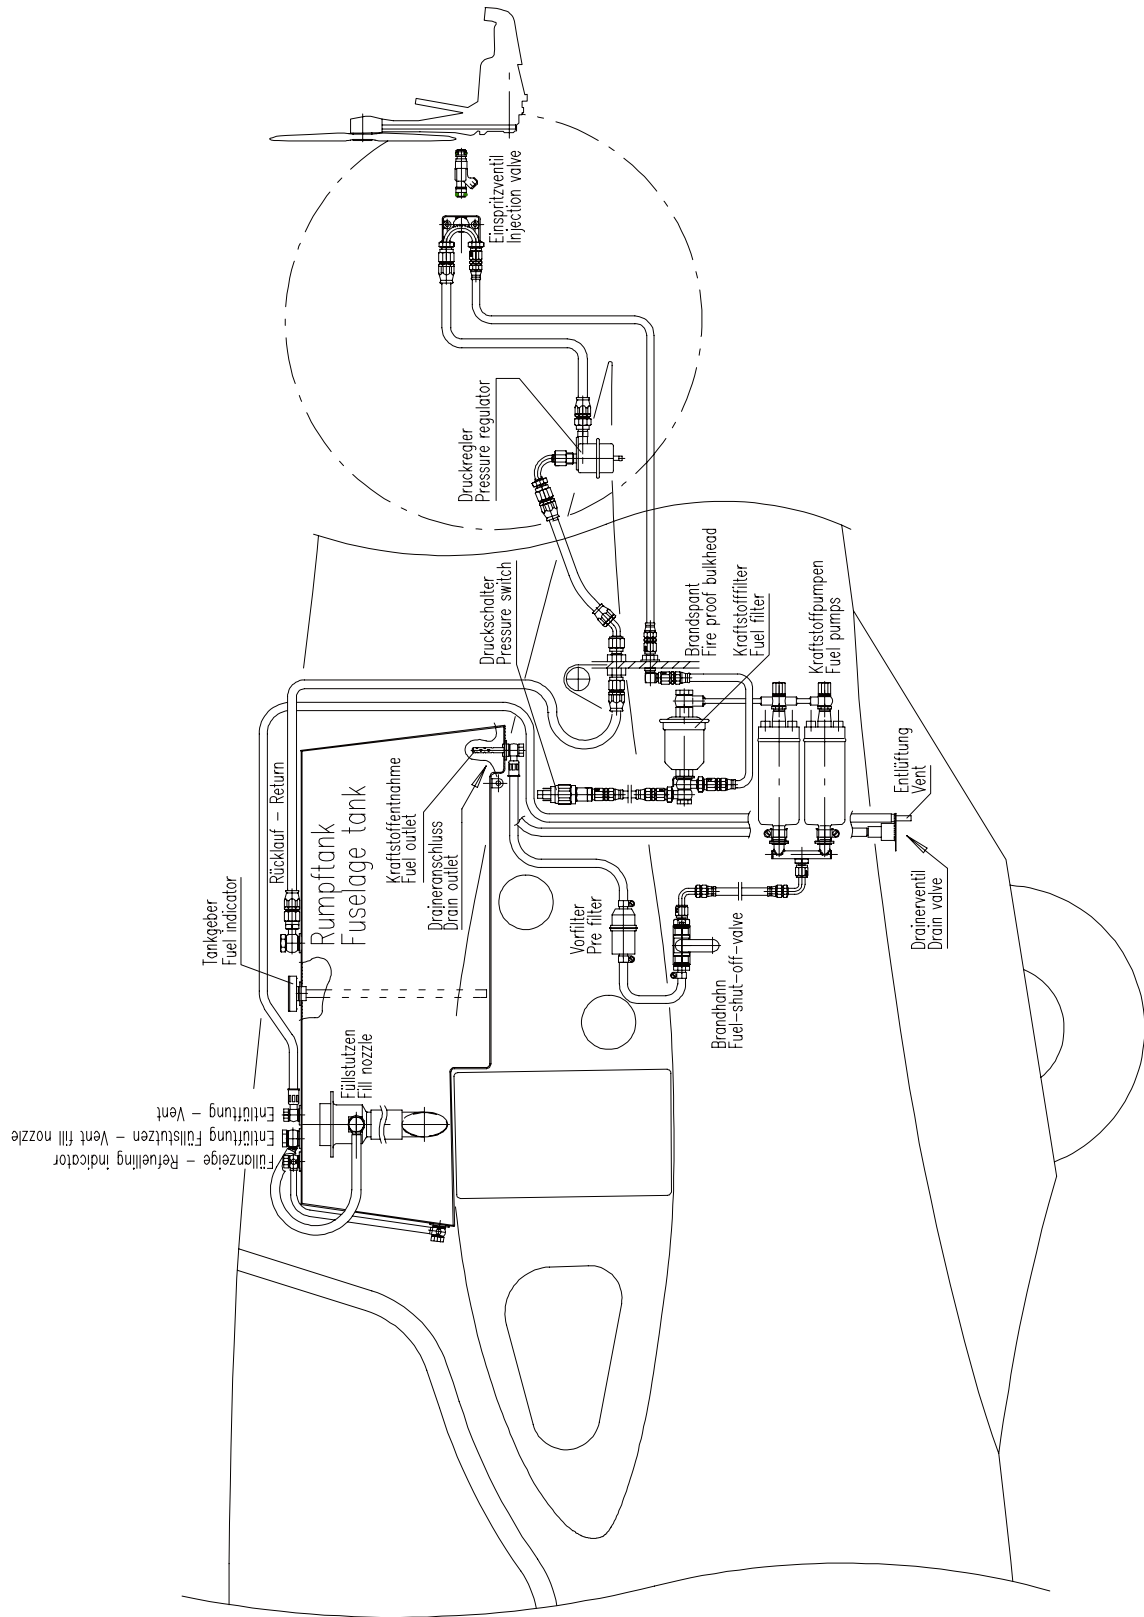 Einspritzventil
Injection valve
Druckregler
Pressure regulator
Druckschalter
Pressure switch
Brandspant
Fire proof bulkhead
Kraftstofffilter
Fuel filter
Kraftstoffpumpen
Fuel pumps
Rücklauf - Return
Tankgeber
Fuel indicator
Rumpftank
Fuselage tank
Kraftstoffentnahme
Fuel outlet
Draineranschluss
Drain outlet
Entlüftung
Vent
Drainerventil
Drain valve
Vorfilter
Pre filter
Brandhahn
Fuel-shut-off-valve
Füllstutzen
Fill nozzle
Entlüftung - Vent
Entlüftung Füllstutzen - Vent fill nozzle
Füllanzeige - Refuelling indicator